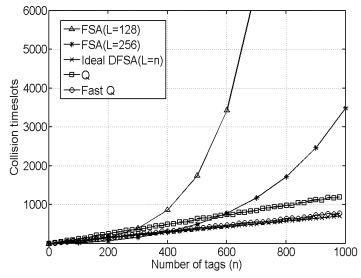 6000
5000
4000
3000
2000
1000
0
Collision timeslots
FSA(L=128)
FSA(L=256)
Ideal DFSA(L=n)
Q
Fast Q
0 200 400 600 800 1000
Number of tags (n)